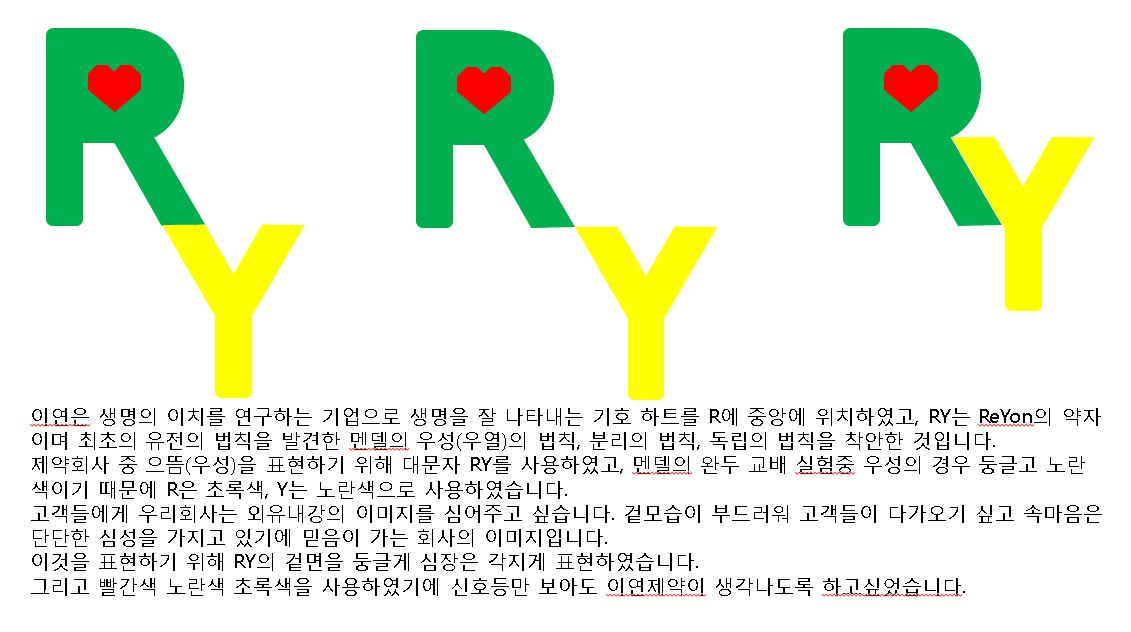 R R R
Y Y Y
이연은 생명의 이치를 연구하는 기업으로 생명을 잘 나타내는 기호 하트를 R에 중앙에 위치하였고, RY는 ReYon의 약자
이며 최초의 유전의 법칙을 발견한 멘델의 우성(우열)의 법칙, 분리의 법칙, 독립의 법칙을 착안한 것입니다.
제약회사 중 으뜸(우성)을 표현하기 위해 대문자 RY를 사용하였고, 멘델의 완두 교배 실험중 우성의 경우 둥글고 노란
색이기 때문에 R은 초록색, Y는 노란색으로 사용하였습니다.
고객들에게 우리회사는 외유내강의 이미지를 심어주고 싶습니다. 겉모습이 부드러워 고객들이 다가오기 싶고 속마음은
단단한 심성을 가지고 있기에 믿음이 가는 회사의 이미지입니다.
이것을 표현하기 위해 RY의 겉면을 둥글게 심장은 각지게 표현하였습니다.
그리고 빨간색 노란색 초록색을 사용하였기에 신호등만 보아도 이연제약이 생각나도록 하고싶었습니다.